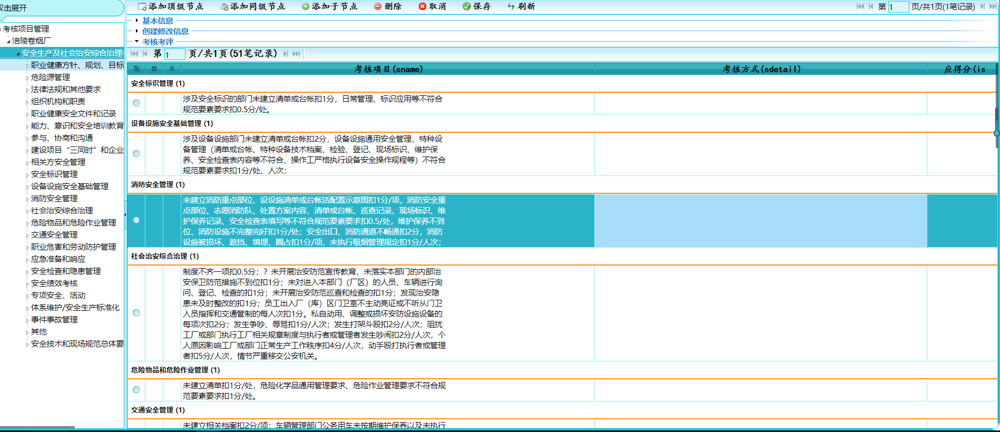 双击展开
添加顶级节点 添加同级节点 添加子节点 删除 取消 保存 刷新
第 1 页/共1页(1笔记录)
考核项目管理
涪陵卷烟厂
安全生产及社会治安综合治理
职业健康方针、规划、目标
危险源管理
法律法规和其他要求
组织机构和职责
职业健康安全文件和记录
能力、意识和安全培训教育
参与、协商和沟通
建设项目“三同时”和企业
相关方安全管理
安全标识管理
设备设施安全基础管理
消防安全管理
社会治安综合治理
危险物品和危险作业管理
交通安全管理
职业危害和劳动防护管理
应急准备和响应
安全检查和隐患管理
安全绩效考核
专项安全、活动
体系维护/安全生产标准化
事件事故管理
其他
安全技术和现场规范总体要
基本信息
创建修改信息
考核考评
第 1 页/共1页(51笔记录)
考核项目(sname) 考核方式(sdetail) 应得分(is
安全标识管理 (1)
涉及安全标识的部门未建立清单或台帐扣1分，日常管理、标识应用等不符合
规范要素要求扣0.5分/处。
设备设施安全基础管理 (1)
涉及设备设施部门未建立清单或台帐扣2分，设备设施通用安全管理、特种设
备管理（清单或台帐、特种设备技术档案、检验、登记、现场标识、维护保
养、安全检查表内容等不符合、操作工严格执行设备安全操作规程等）不符合
规范要素要求扣1分/处、人次；
消防安全管理 (1)
未建立消防重点部位、设设施清单或台帐活配置示意图扣1分/项，消防安全重
点部位、志愿消防队、处置方案内容、清单或台帐、巡查记录、现场标识、维
护保养记录、安全检查表填写等不符合规范要素要求扣0.5/处，维护保养不到
位、消防设施不完整完好扣1分/处；安全出口、消防通道不畅通扣2分，消防
设施被损坏、遮挡、填埋、圈占扣1分/项，未执行吸烟管理规定扣1分/人次；
社会治安综合治理 (1)
制度不齐一项扣0.5分；？未开展治安防范宣传教育、未落实本部门的内部治
安保卫防范措施不到位扣1分；未对进入本部门（厂区）的人员、车辆进行询
问、登记、检查的扣1分；未开展治安防范巡查和检查的扣1分；发现治安隐
患未及时整改的扣1分；员工出入厂（库）区门卫室不主动亮证或不听从门卫
人员指挥和交通管制的每人次扣1分。私自动用、调整或损坏安防设施设备的
每项次扣2分；发生争吵、辱骂扣1分/人次；发生打架斗殴扣2分/人次；阻扰
工厂或部门执行工厂相关规章制度与执行者或管理者发生吵闹扣2分/人次，个
人原因影响工厂或部门正常生产工作秩序扣4分/人次，动手殴打执行者或管理
者扣5分/人次，情节严重移交公安机关。
危险物品和危险作业管理 (1)
未建立清单扣1分/处，危险化学品通用管理要求、危险作业管理要求不符合规
范要素要求扣1分/处。
交通安全管理 (1)
未建立相关档案扣2分/项；车辆管理部门公务用车未按期维护保养以及未执行